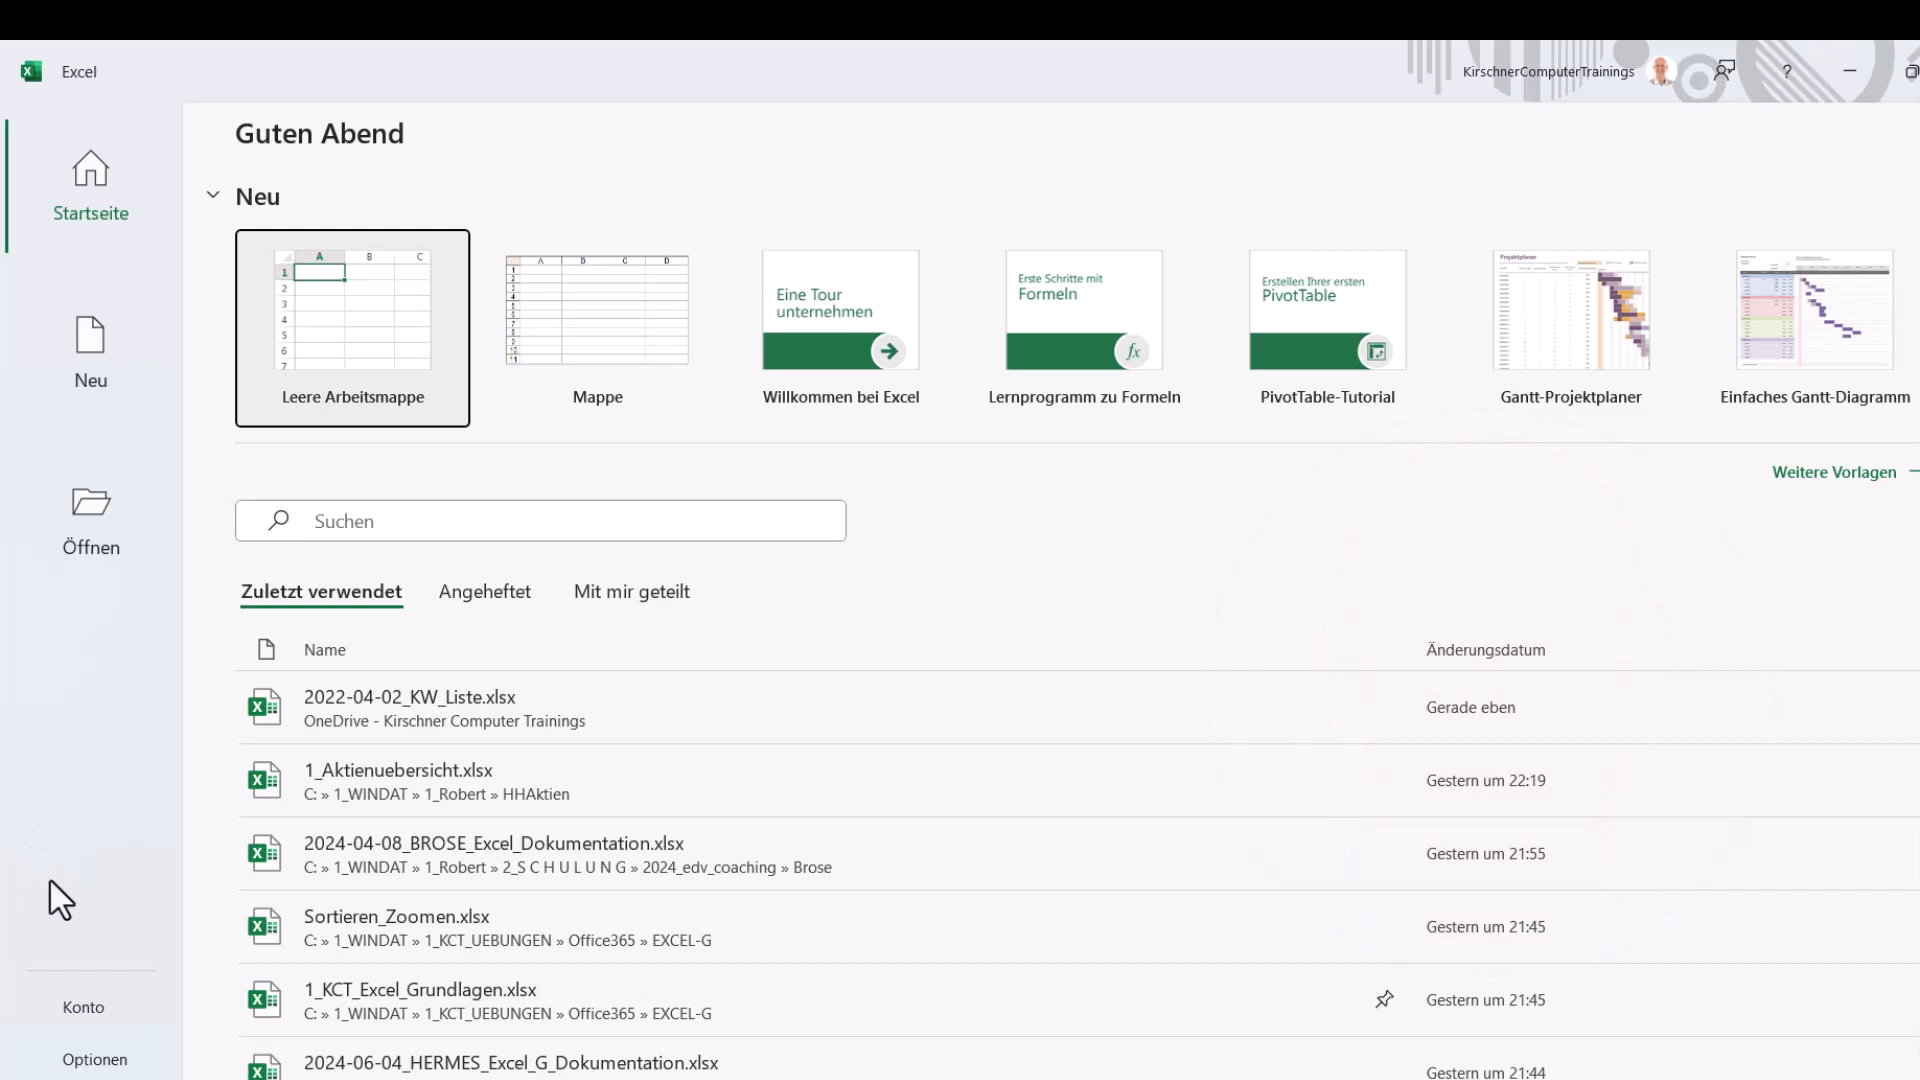 Excel
KirschnerComputerTrainings
?
Guten Abend
Startseite
Neu
A B C
1
2
3
4
5
6
7
Leere Arbeitsmappe
Mappe
Eine Tour
unternehmen
Willkommen bei Excel
Erste Schritte mit
Formeln
fx
Lernprogramm zu Formeln
Erstellen Ihrer ersten
PivotTable
PivotTable-Tutorial
Projektplaner
Gantt-Projektplaner
Einfaches Gantt-Diagramm
Neu
Weitere Vorlagen
Öffnen
Suchen
Zuletzt verwendet Angeheftet Mit mir geteilt
Name Änderungsdatum
2022-04-02_KW_Liste.xlsx
OneDrive - Kirschner Computer Trainings
Gerade eben
1_Aktienuebersicht.xlsx
C: » 1_WINDAT » 1_Robert » HHAktien
Gestern um 22:19
2024-04-08_BROSE_Excel_Dokumentation.xlsx
C: » 1_WINDAT » 1_Robert » 2_S C H U L U N G » 2024_edv_coaching » Brose
Gestern um 21:55
Sortieren_Zoomen.xlsx
C: » 1_WINDAT » 1_KCT_UEBUNGEN » Office365 » EXCEL-G
Gestern um 21:45
1_KCT_Excel_Grundlagen.xlsx
C: » 1_WINDAT » 1_KCT_UEBUNGEN » Office365 » EXCEL-G
Gestern um 21:45
2024-06-04_HERMES_Excel_G_Dokumentation.xlsx
Gestern um 21:44
Konto
Optionen